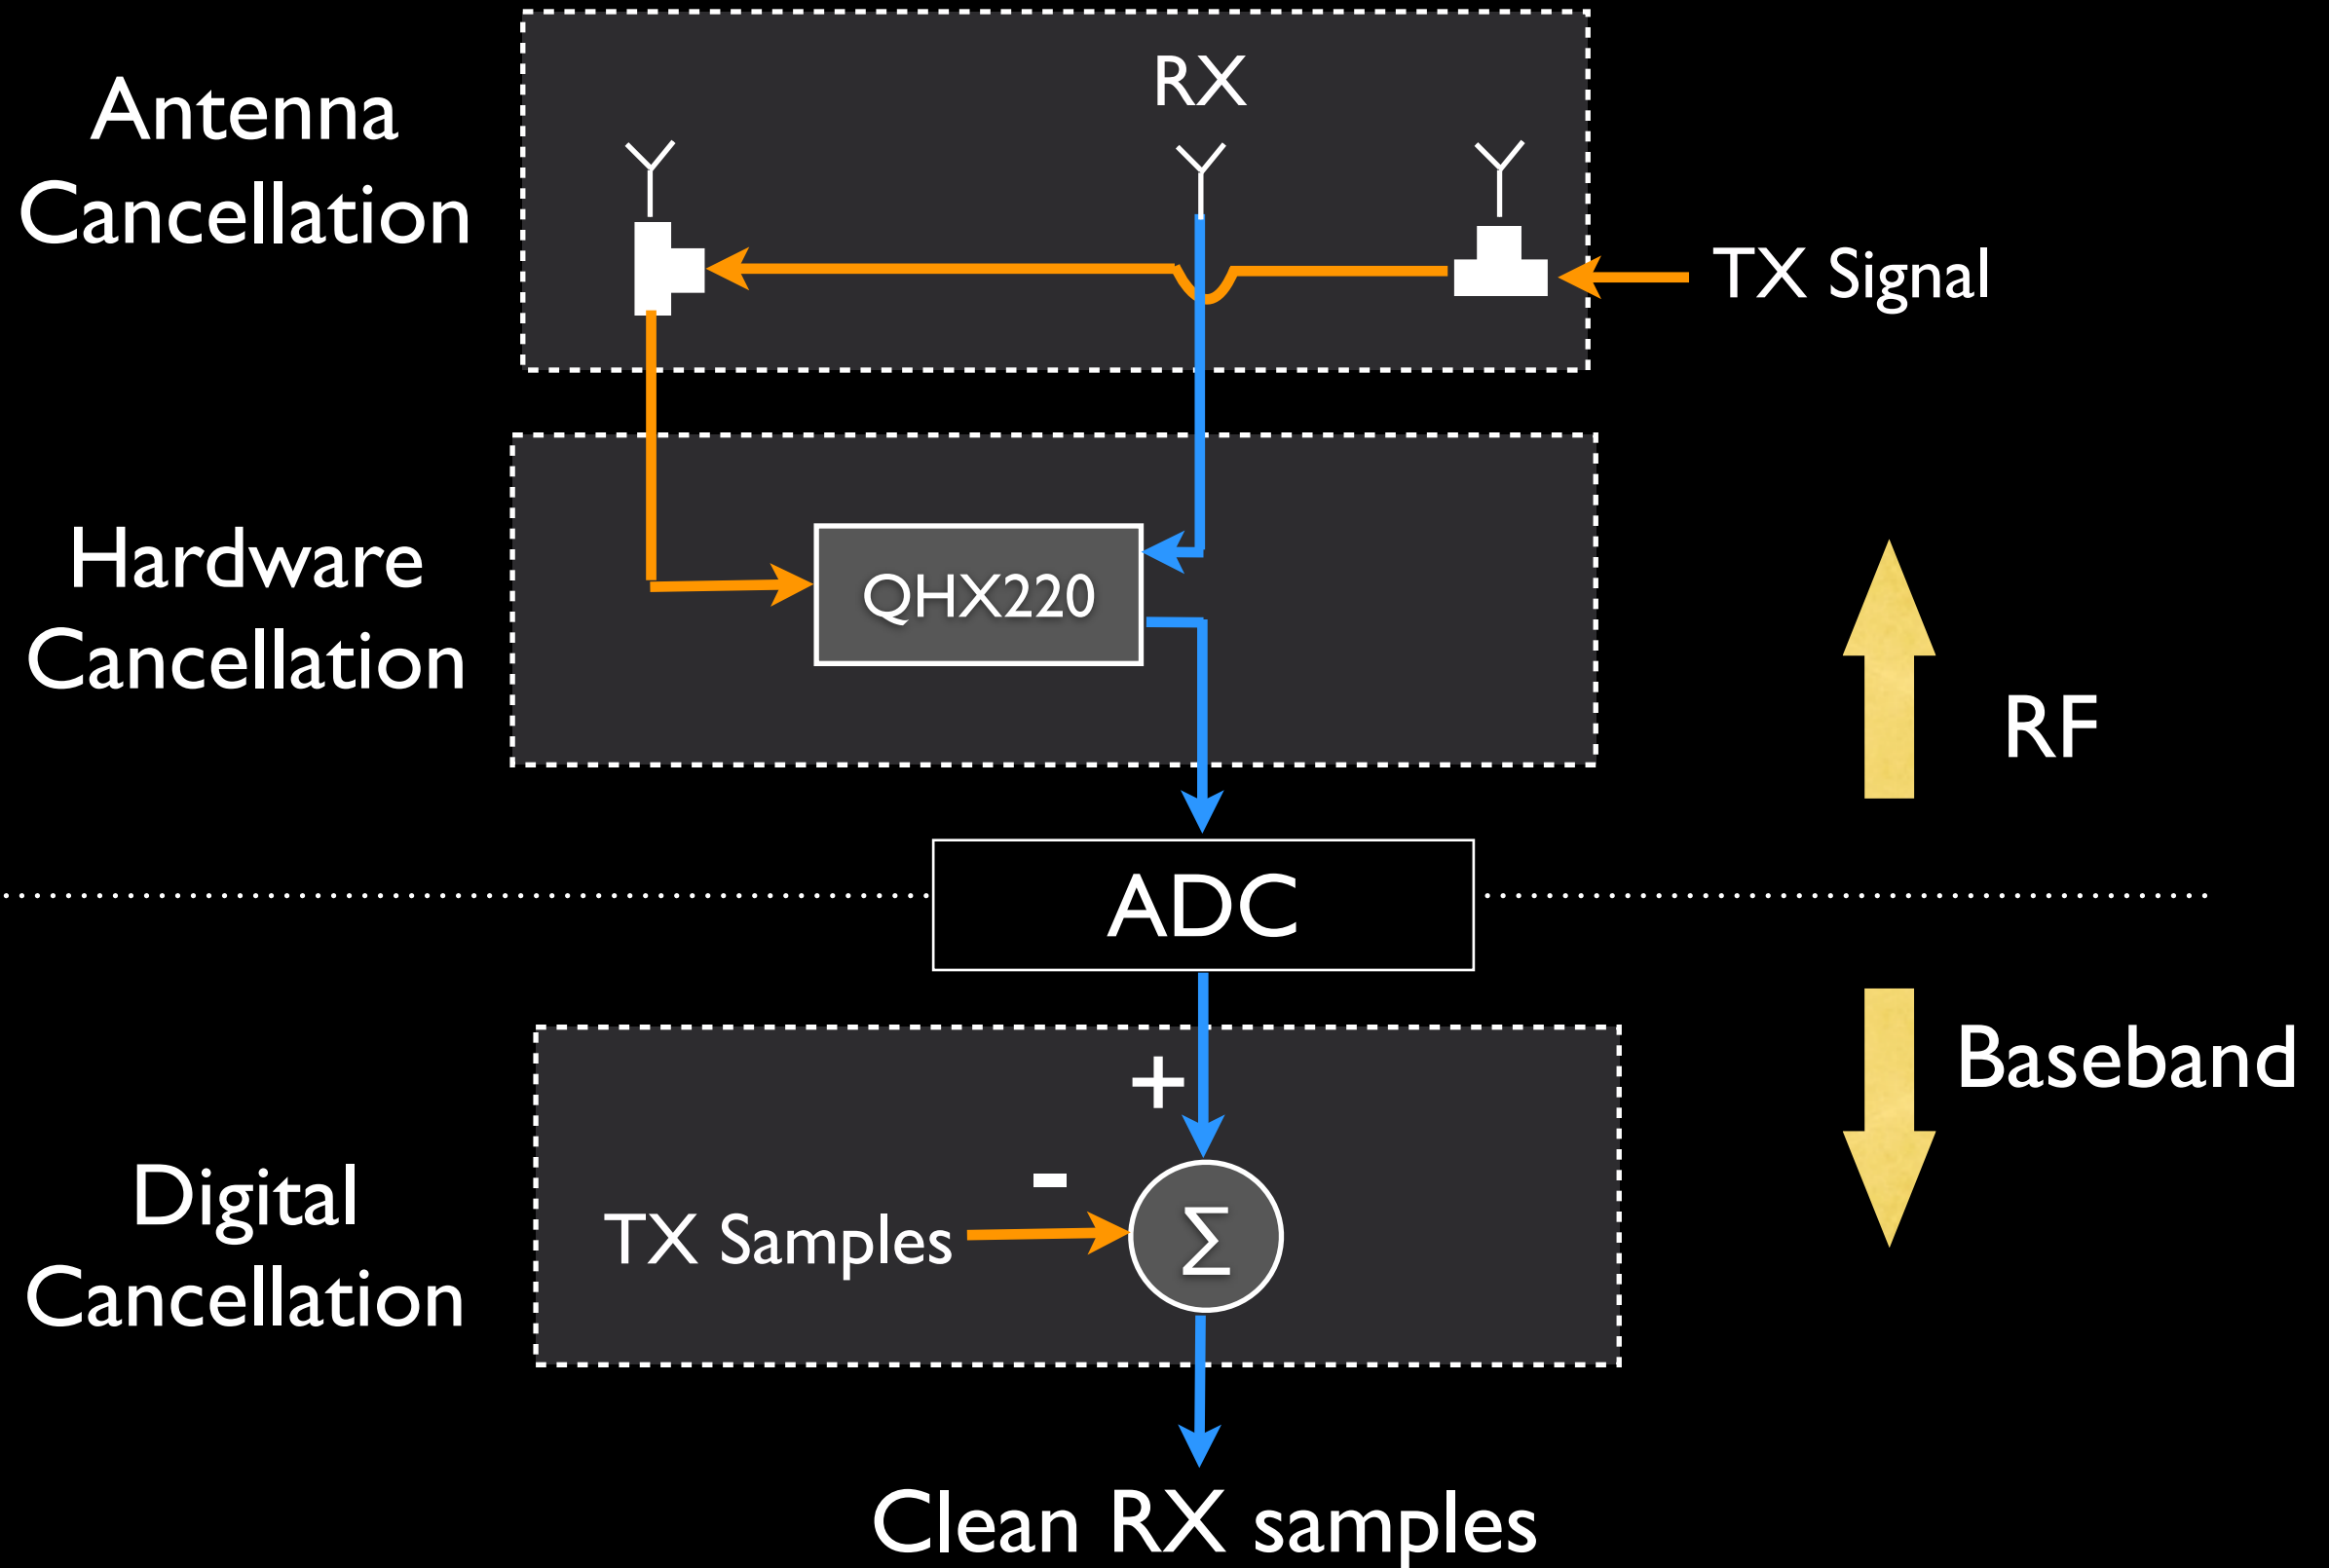 RX
Antenna
Cancellation
TX Signal
Hardware
Cancellation
QHX220
RF
ADC
Baseband
+
-
Digital
Cancellation
TX Samples
Σ
Clean RX samples